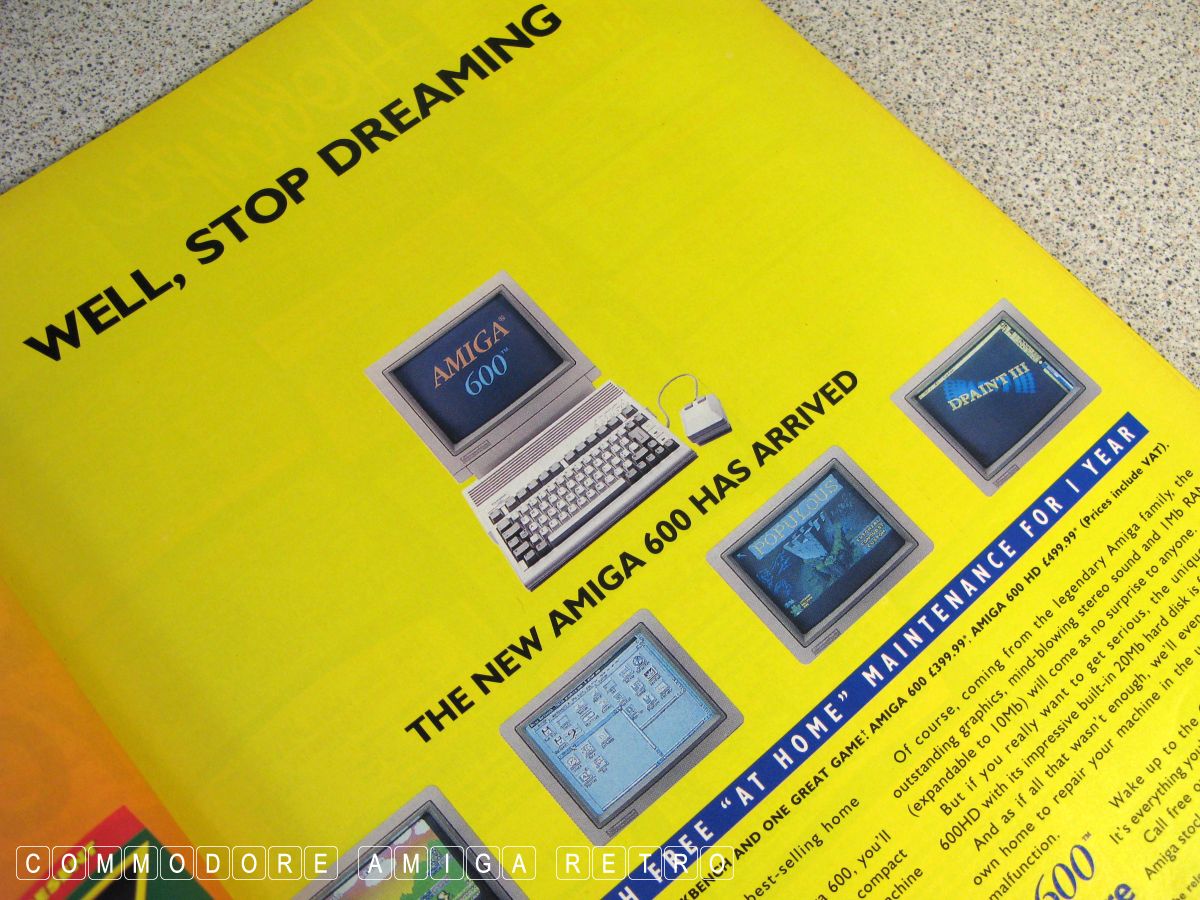 WELL, STOP DREAMING
AMIGA®
600™
THE NEW AMIGA 600 HAS ARRIVED
DPAINT III
POPULOUS
FREE "AT HOME" MAINTENANCE FOR 1 YEAR
AND ONE GREAT GAME† AMIGA 600 £399.99* AMIGA 600 HD £499.99* (Prices include VAT).
best-selling home
600, you'll
compact
Of course, coming from the legendary Amiga family, the
outstanding graphics, mind-blowing stereo sound and 1Mb
(expandable to 10Mb) will come as no surprise to anyone
But if you really want to get serious, the
600HD with its impressive built-in 20Mb hard disk is
And as if all that wasn't enough, we'll even
own home to repair your machine in the
malfunction.
Wake up to the
It's everything you
Call free
Amiga
600™
COMMODORE AMIGA RETRO